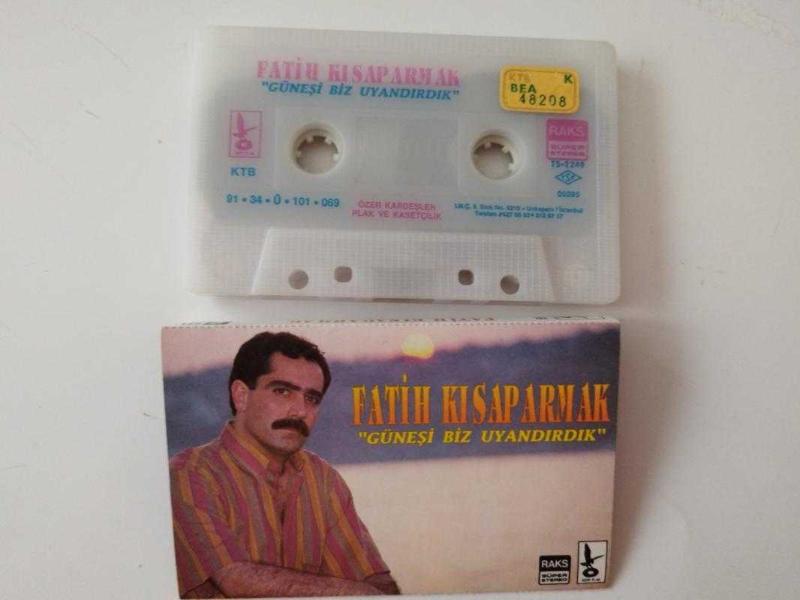 FATİH KISAPARMAK
"GÜNEŞİ BİZ UYANDIRDIK"
KTB K
BEA
48208
RAKS
SÜPER
STEREO
KTB
91 • 34 • Ü • 101 • 069
ÖZER KARDEŞLER
PLAK VE KASETÇİLİK
FATİH KISAPARMAK
"GÜNEŞİ BİZ UYANDIRDIK"
RAKS
SÜPER
STEREO